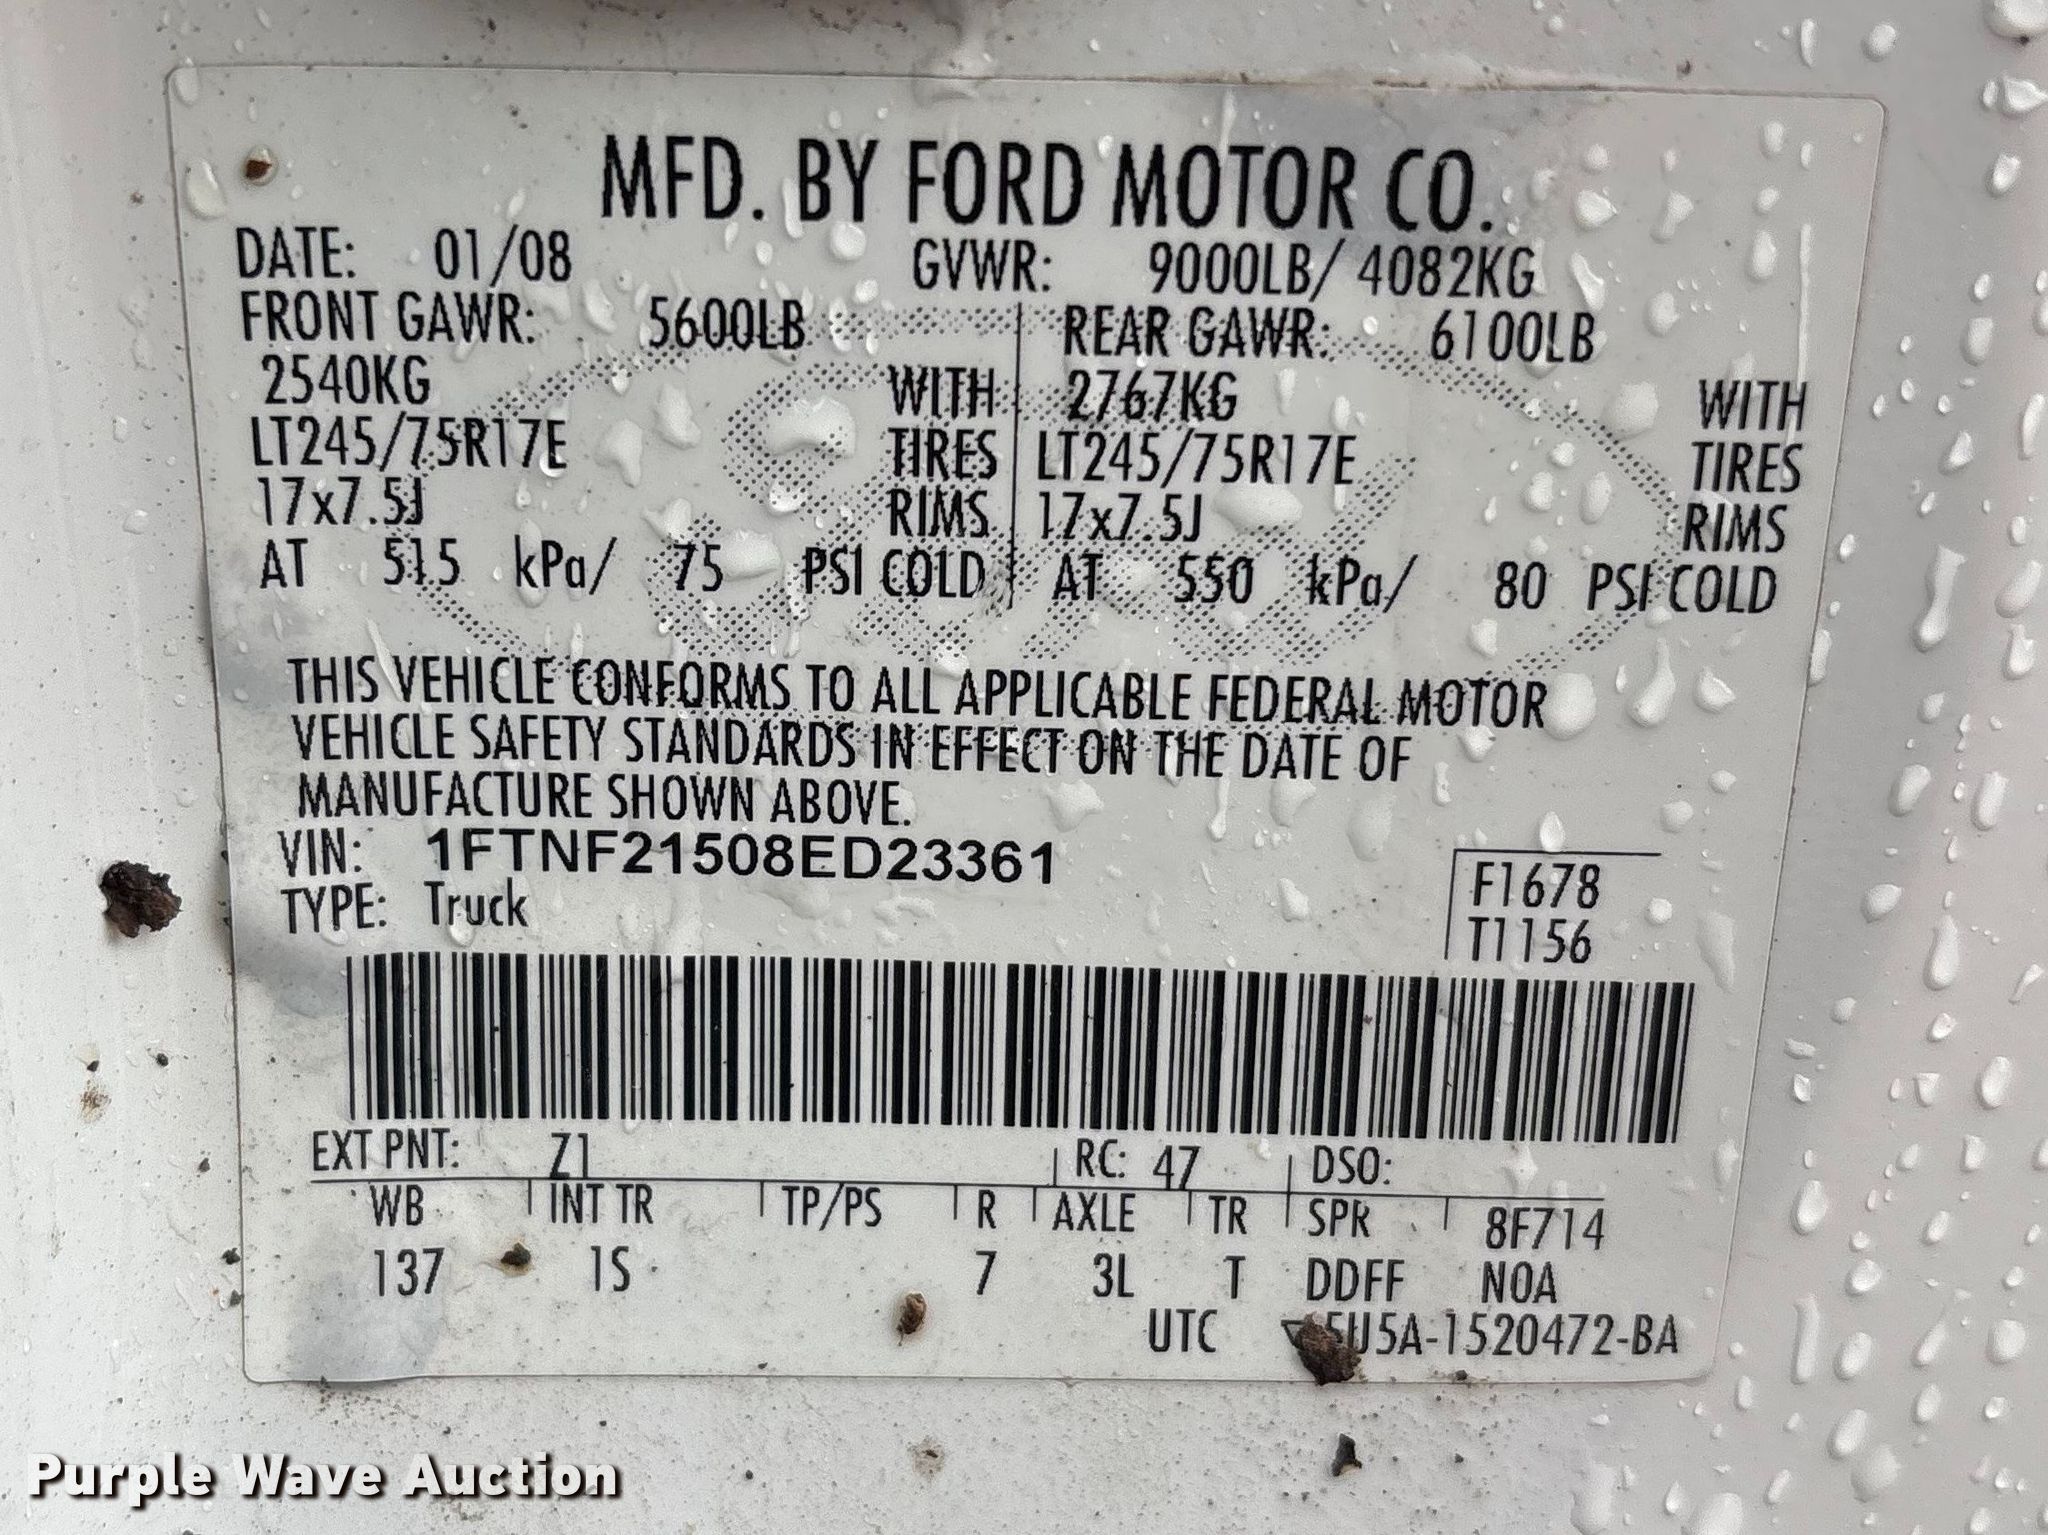 MFD. BY FORD MOTOR CO.
DATE: 01/08 GVWR: 9000LB/ 4082KG
FRONT GAWR: 5600LB REAR GAWR: 6100LB
2540KG WITH 2767KG WITH
LT245/75R17E TIRES LT245/75R17E TIRES
17x7.5J RIMS 17x7.5J RIMS
AT 515 kPa/ 75 PSI COLD AT 550 kPa/ 80 PSI COLD
THIS VEHICLE CONFORMS TO ALL APPLICABLE FEDERAL MOTOR
VEHICLE SAFETY STANDARDS IN EFFECT ON THE DATE OF
MANUFACTURE SHOWN ABOVE.
VIN: 1FTNF21508ED23361
TYPE: Truck
F1678
T1156
EXT PNT: Z1 RC: 47 DSO:
WB INT TR TP/PS R AXLE TR SPR 8F714
137 1S 7 3L T DDFF NOA
UTC 5U5A-1520472-BA
Purple Wave Auction